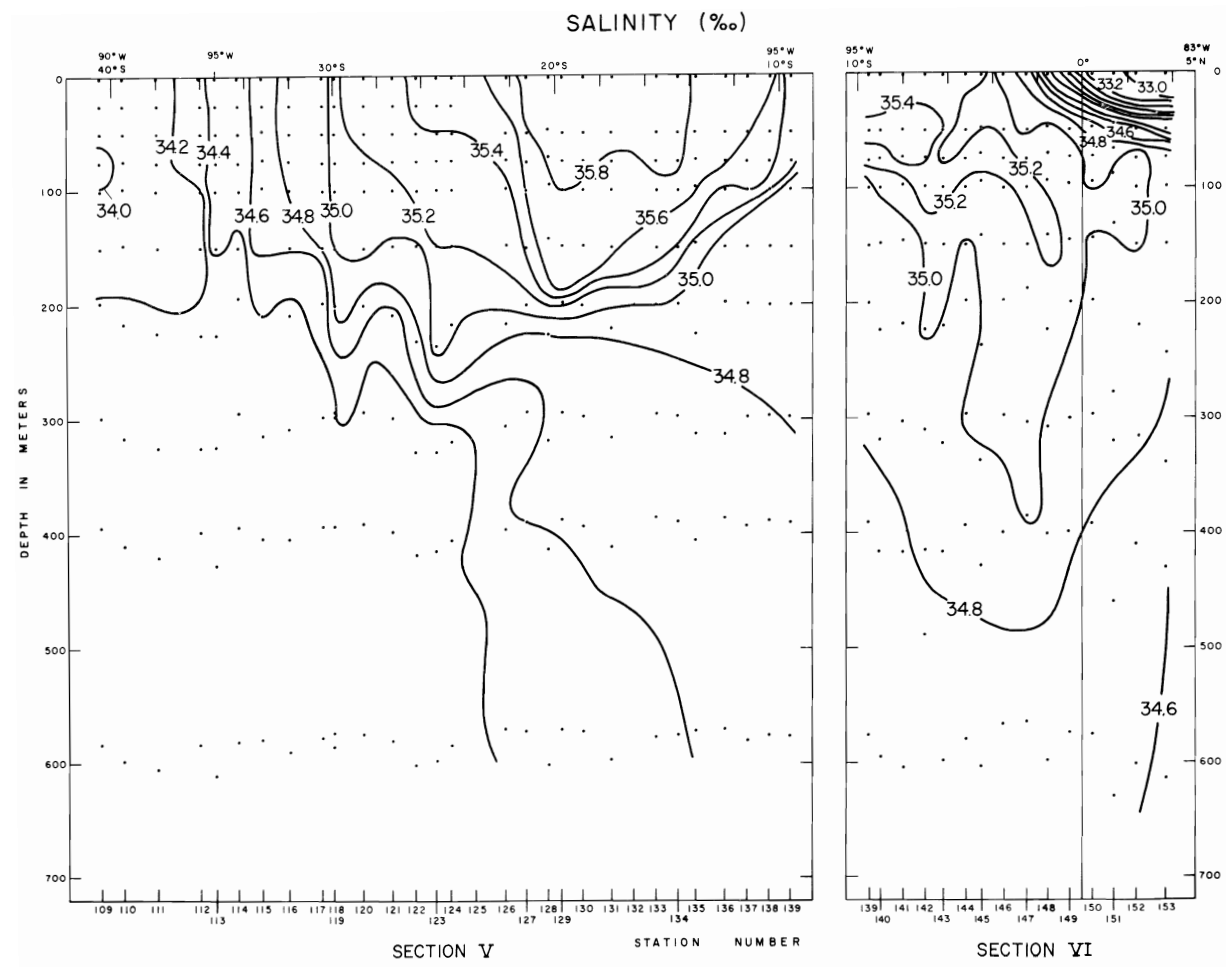 SALINITY (‰)
90°W 95°W 95°W 95°W 83°W
40°S 30°S 20°S 10°S 10°S 0° 5°N
0 0
100 100
200 200
300 300
400 400
500 500
600 600
700 700
DEPTH IN METERS
34.2 34.4 35.4 35.8
34.0 34.6 34.8 35.0 35.2 35.6
35.0
34.8
35.4 33.2 33.0
34.6
34.8
35.2
35.2 35.0
35.0
34.8
34.6
109 110 111 112 114 115 116 117 118 120 121 122 124 125 126 128 130 131 132 133 135 136 137 138 139
113 119 123 127 129 134
139 141 142 144 146 148 150 152 153
140 143 145 147 149 151
SECTION V
STATION NUMBER
SECTION VI